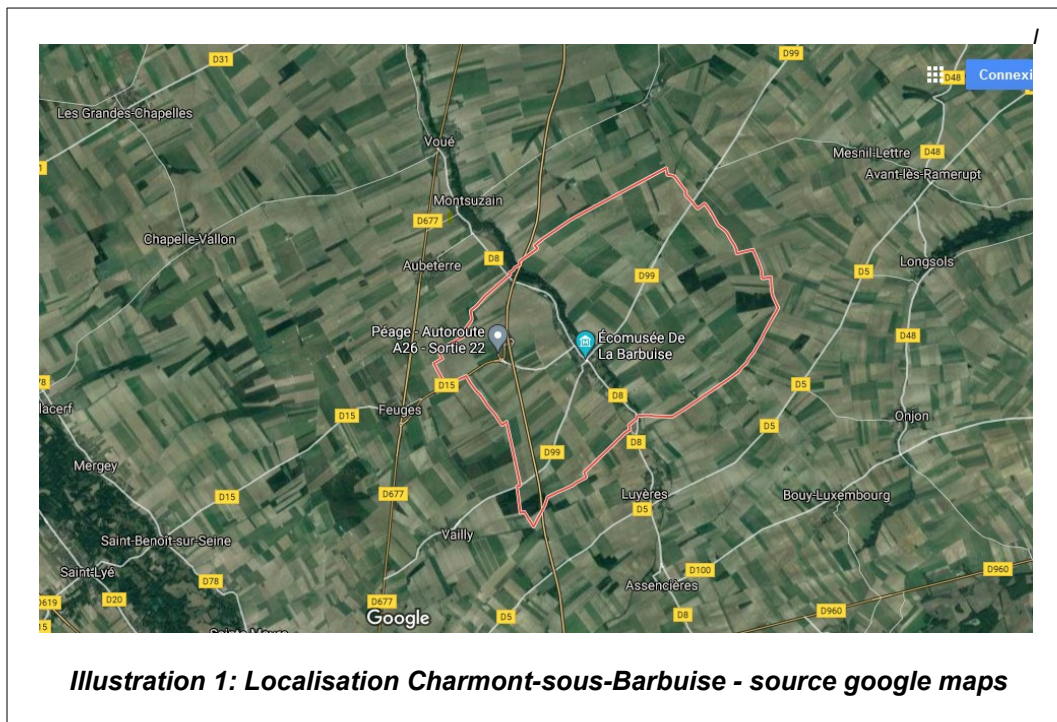 I
D31
D99
D48
Connexi
Les Grandes-Chapelles
Voué
Mesnil-Lettre
D48
Avant-lès-Ramerupt
Montsuzain
D677
Chapelle-Vallon
Aubeterre
D8
D99
D5
Longsols
Péage - Autoroute
A26 - Sortie 22
Écomusée De
La Barbuise
D48
D15
D8
D5
Feuges
D15
Onjon
D8
D5
Mergey
D99
D677
D15
Luyères
Bouy-Luxembourg
D5
Vailly
Saint-Benoît-sur-Seine
Saint-Lyé
D78
D100
D960
Assencières
D619
D20
D677
Google
D5
D8
D960
Illustration 1: Localisation Charmont-sous-Barbuise - source google maps